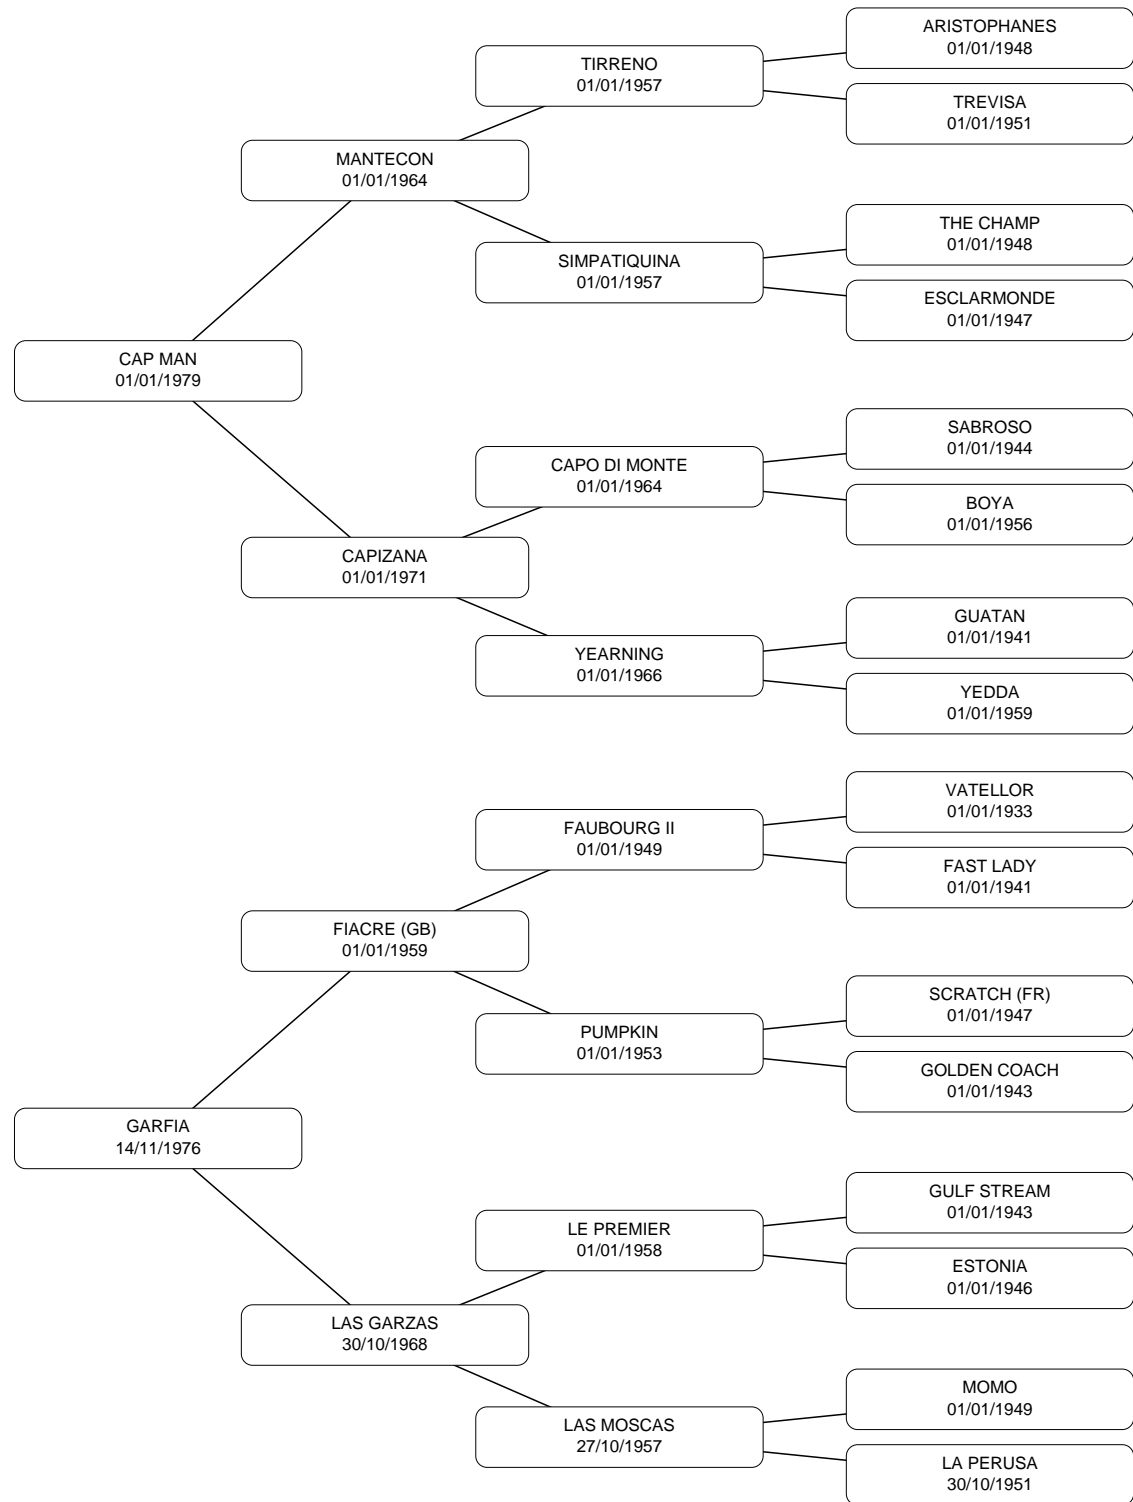 ARISTOPHANES
01/01/1948
TIRRENO
01/01/1957
TREVISA
01/01/1951
MANTECON
01/01/1964
THE CHAMP
01/01/1948
SIMPATIQUINA
01/01/1957
ESCLARMONDE
01/01/1947
CAP MAN
01/01/1979
SABROSO
01/01/1944
CAPO DI MONTE
01/01/1964
BOYA
01/01/1956
CAPIZANA
01/01/1971
GUATAN
01/01/1941
YEARNING
01/01/1966
YEDDA
01/01/1959
VATELLOR
01/01/1933
FAUBOURG II
01/01/1949
FAST LADY
01/01/1941
FIACRE (GB)
01/01/1959
SCRATCH (FR)
01/01/1947
PUMPKIN
01/01/1953
GOLDEN COACH
01/01/1943
GARFIA
14/11/1976
GULF STREAM
01/01/1943
LE PREMIER
01/01/1958
ESTONIA
01/01/1946
LAS GARZAS
30/10/1968
MOMO
01/01/1949
LAS MOSCAS
27/10/1957
LA PERUSA
30/10/1951